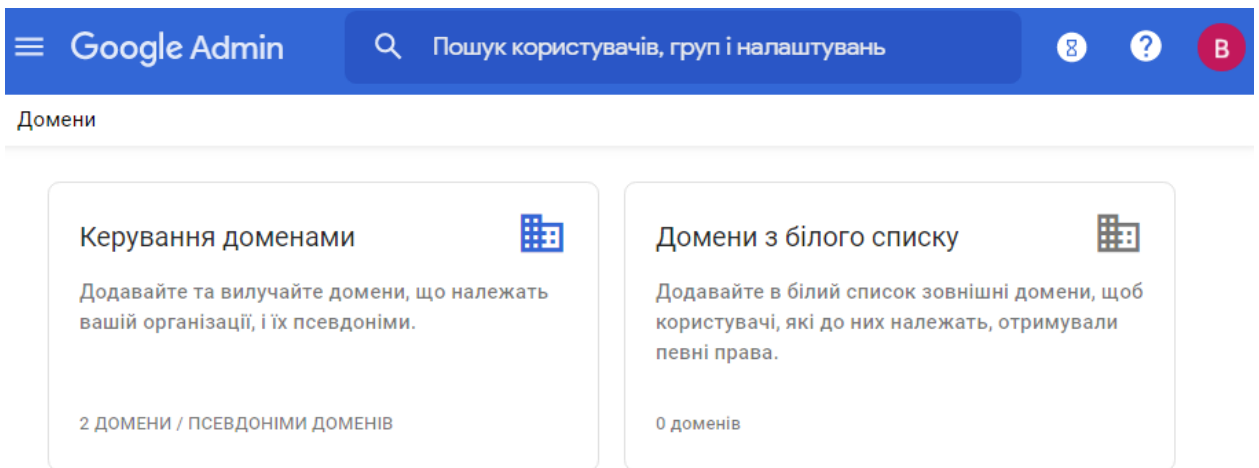 Google Admin
Пошук користувачів, груп і налаштувань
?
B
Домени
Керування доменами
Додавайте та вилучайте домени, що належать
вашій організації, і їх псевдоніми.
2 ДОМЕНИ / ПСЕВДОНІМИ ДОМЕНІВ
Домени з білого списку
Додавайте в білий список зовнішні домени, щоб
користувачі, які до них належать, отримували
певні права.
0 доменів